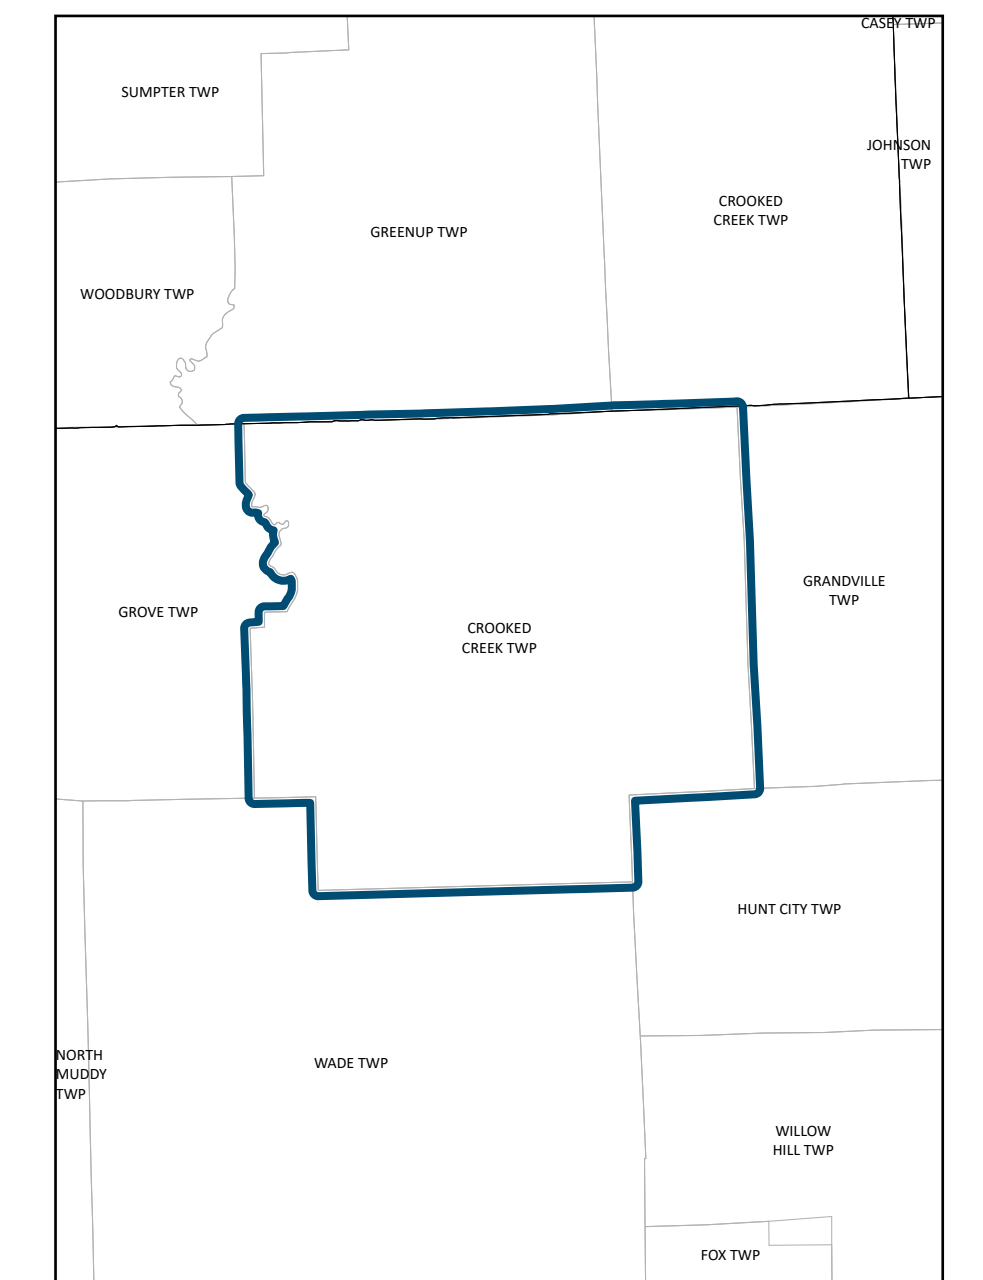 CASEY TWP
SUMPTER TWP
JOHNSON
TWP
CROOKED
CREEK TWP
GREENUP TWP
WOODBURY TWP
GRANDVILLE
TWP
GROVE TWP
CROOKED
CREEK TWP
HUNT CITY TWP
NORTH
MUDDY
TWP
WADE TWP
WILLOW
HILL TWP
FOX TWP